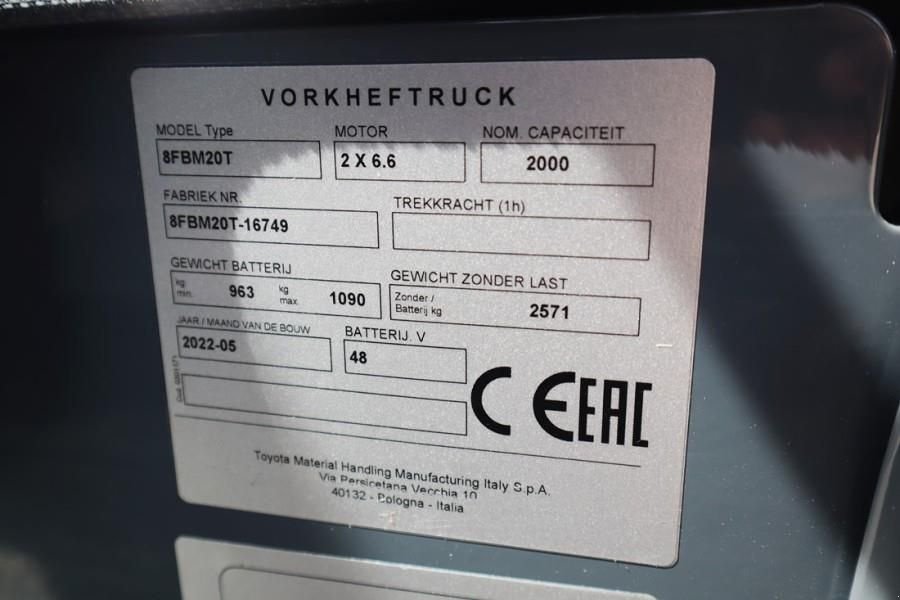 VORKHEFTRUCK
MODEL Type MOTOR NOM. CAPACITEIT
8FBM20T 2 X 6.6 2000
FABRIEK NR. TREKKRACHT (1h)
8FBM20T-16749
GEWICHT BATTERIJ GEWICHT ZONDER LAST
kg min. 963 kg max. 1090 Zonder / Batterij kg 2571
JAAR / MAAND VAN DE BOUW BATTERIJ. V
2022-05 48
CE EAC
Toyota Material Handling Manufacturing Italy S.p.A.
Via Persicetana Vecchia 10
40132 - Bologna - Italia